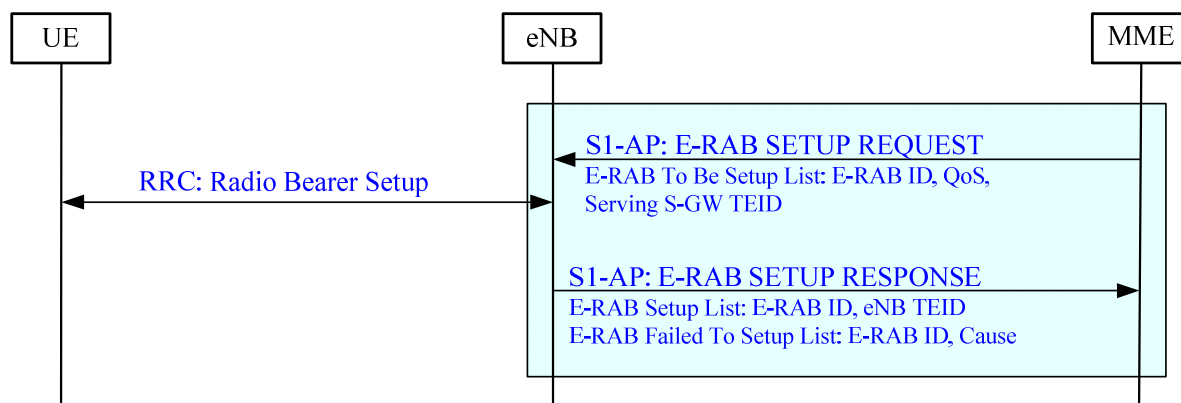 UE
eNB
MME
S1-AP: E-RAB SETUP REQUEST
E-RAB To Be Setup List: E-RAB ID, QoS,
Serving S-GW TEID
RRC: Radio Bearer Setup
S1-AP: E-RAB SETUP RESPONSE
E-RAB Setup List: E-RAB ID, eNB TEID
E-RAB Failed To Setup List: E-RAB ID, Cause